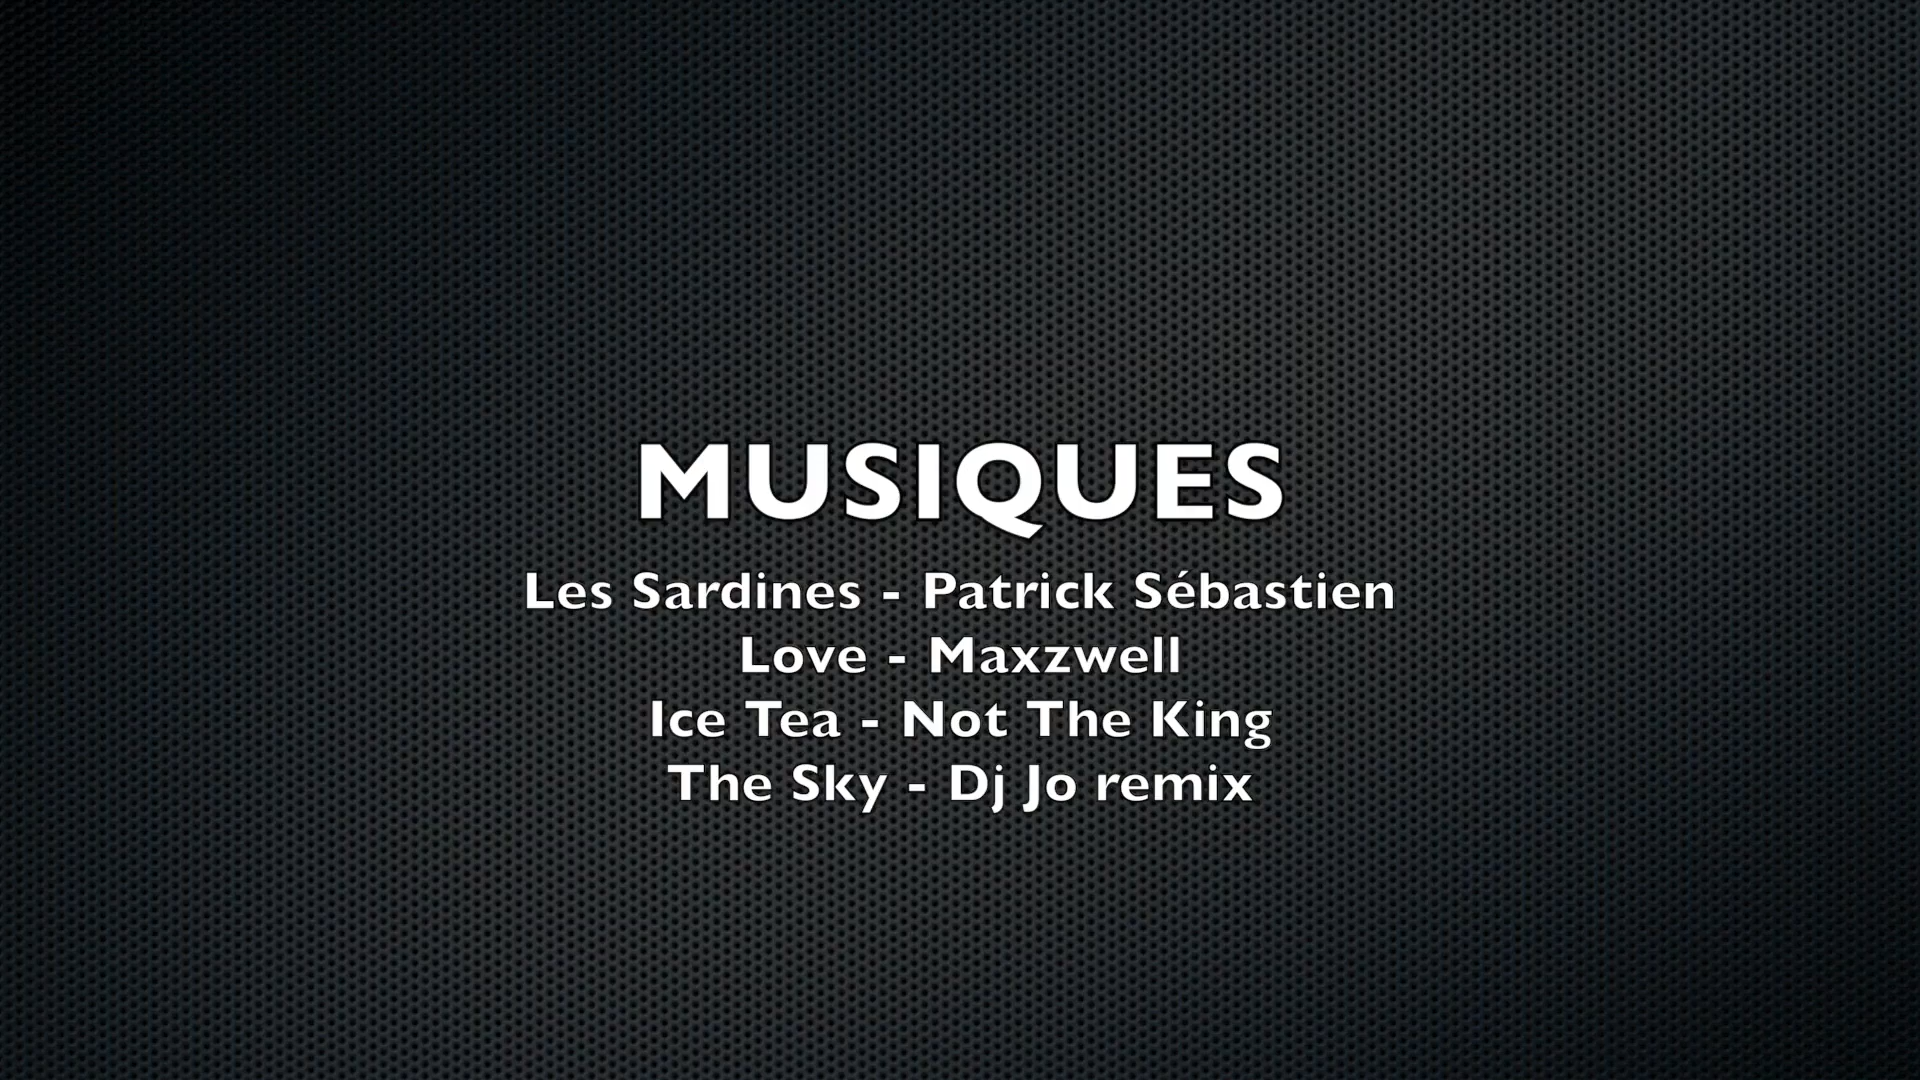 MUSIQUES
Les Sardines - Patrick Sébastien
Love - Maxzwell
Ice Tea - Not The King
The Sky - Dj Jo remix